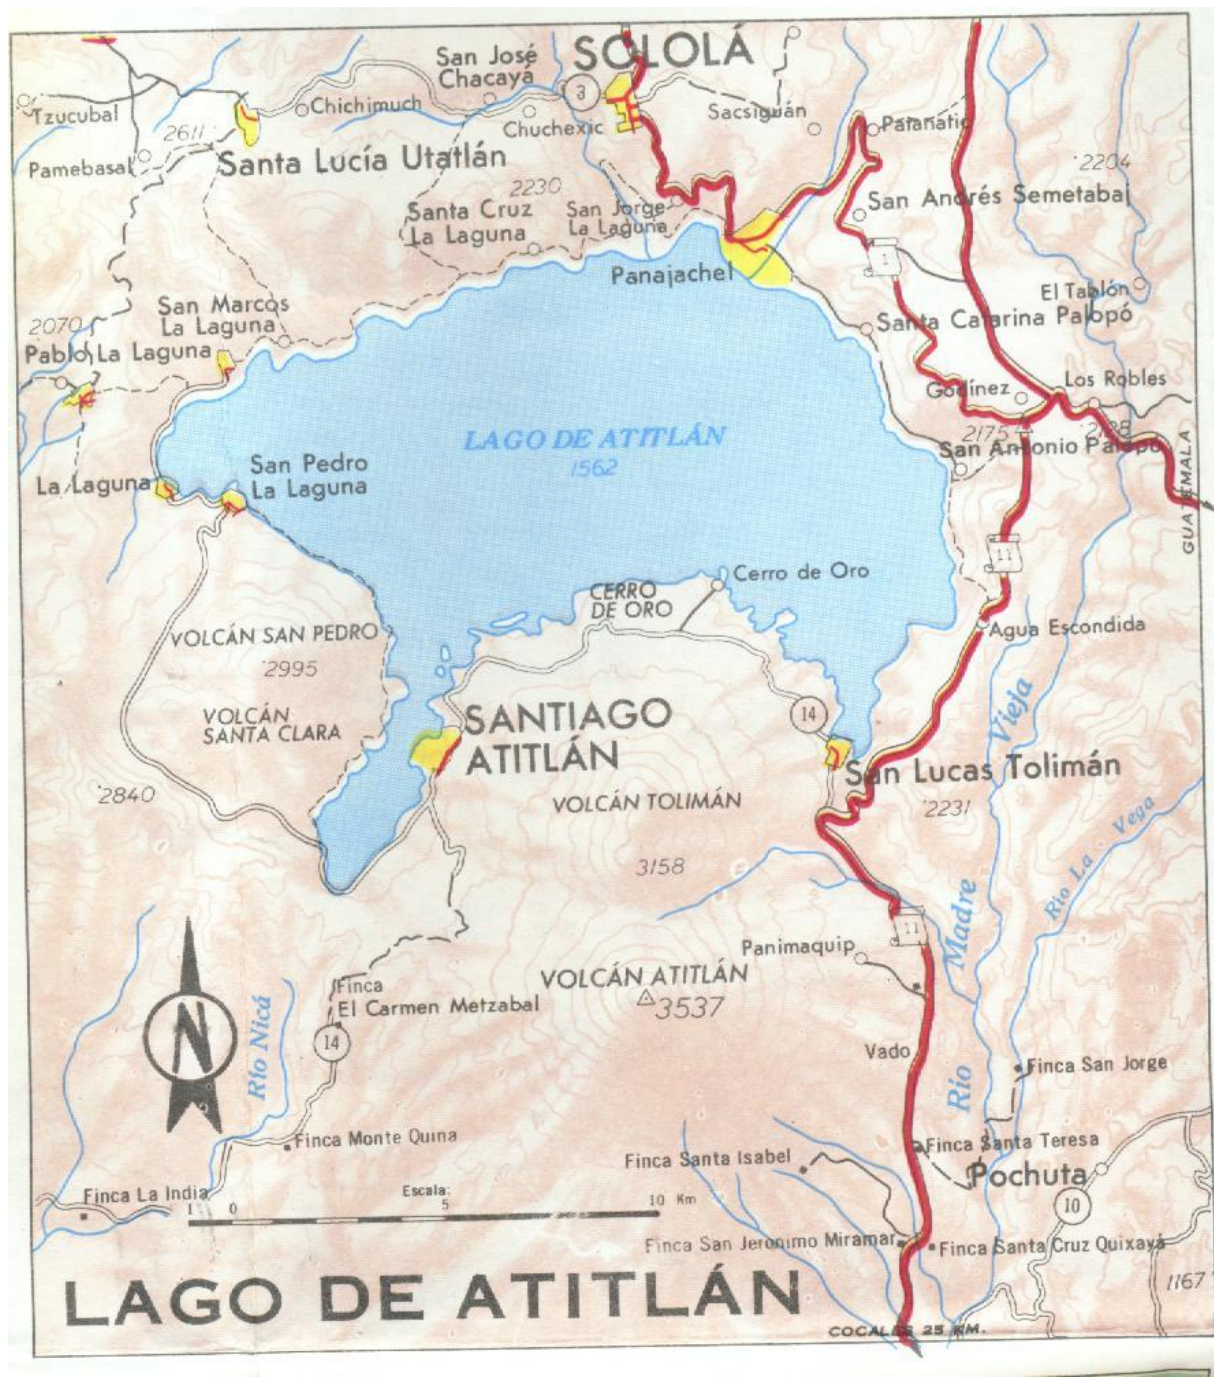 SOLOLÁ
San José
Chacayá
3
Tzucubal
Chichimuch
Chuchexic
Sacsiguán
Patanatic
2611
Pamebasal
Santa Lucía Utatlán
2230
2204
San Andrés Semetabaj
Santa Cruz
La Laguna
San Jorge
La Laguna
Panajachel
1
El Tablón
San Marcos
La Laguna
2070
Pablo La Laguna
Santa Catarina Palopó
Godínez
Los Robles
LAGO DE ATITLÁN
1562
2175
2128
San Antonio Palopó
GUATEMALA
San Pedro
La Laguna
La Laguna
11
Cerro de Oro
CERRO
DE ORO
Agua Escondida
VOLCÁN SAN PEDRO
2995
VOLCÁN
SANTA CLARA
SANTIAGO
ATITLÁN
14
San Lucas Tolimán
2840
VOLCÁN TOLIMÁN
2231
3158
Río Madre Vieja
Río La Vega
11
Panimaquip
VOLCÁN ATITLÁN
3537
Finca
El Carmen Metzabal
N
14
Río Nicá
Vado
Finca San Jorge
Finca Monte Quina
Finca Santa Isabel
Finca Santa Teresa
Pochuta
10
Finca La India
Escala:
1 0 5 10 Km
Finca San Jerónimo Miramar
Finca Santa Cruz Quixayá
1167
LAGO DE ATITLÁN
COCALES 25 KM.